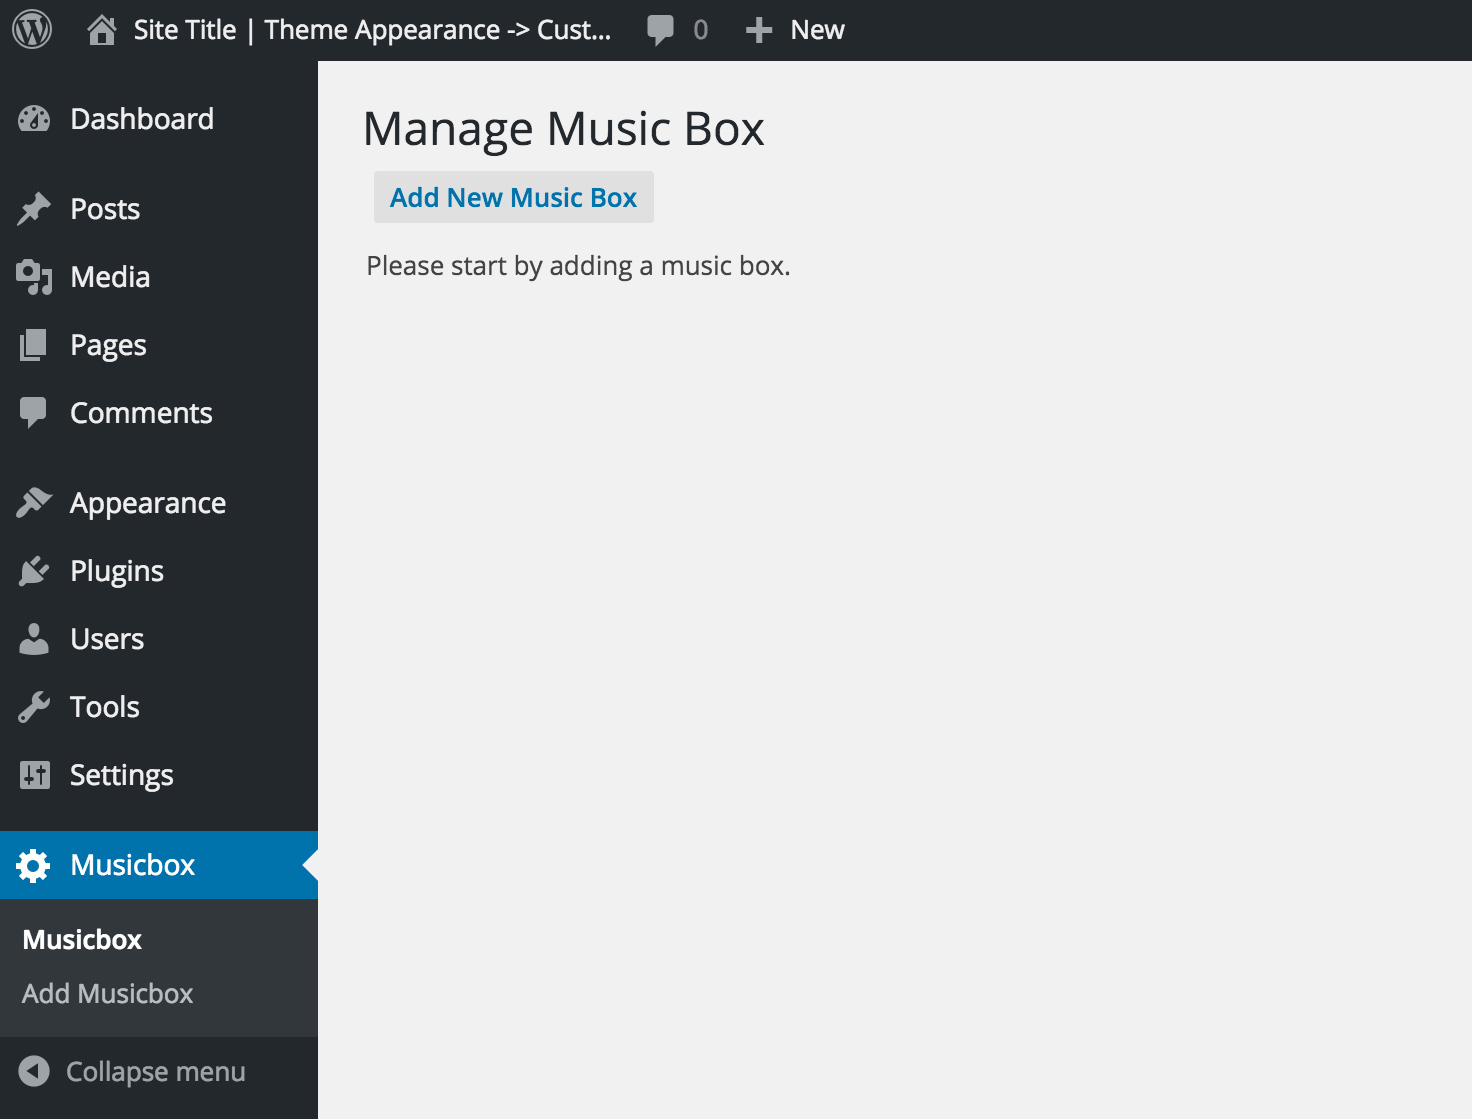 Site Title | Theme Appearance -> Cust... 0 New
Dashboard
Posts
Media
Pages
Comments
Appearance
Plugins
Users
Tools
Settings
Musicbox
Musicbox
Add Musicbox
Collapse menu
Manage Music Box
Add New Music Box
Please start by adding a music box.